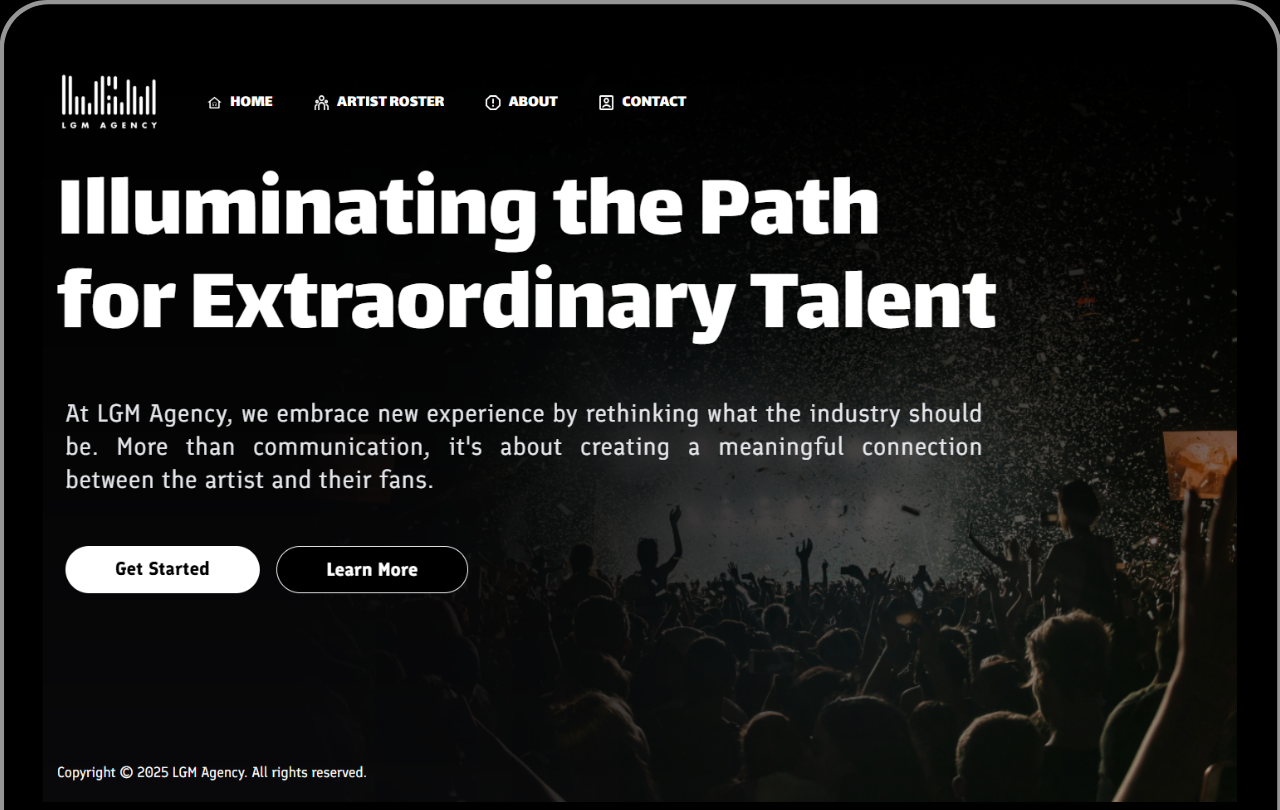 LGM AGENCY
HOME ARTIST ROSTER ABOUT CONTACT
Illuminating the Path
for Extraordinary Talent
At LGM Agency, we embrace new experience by rethinking what the industry should
be. More than communication, it's about creating a meaningful connection
between the artist and their fans.
Get Started Learn More
Copyright © 2025 LGM Agency. All rights reserved.